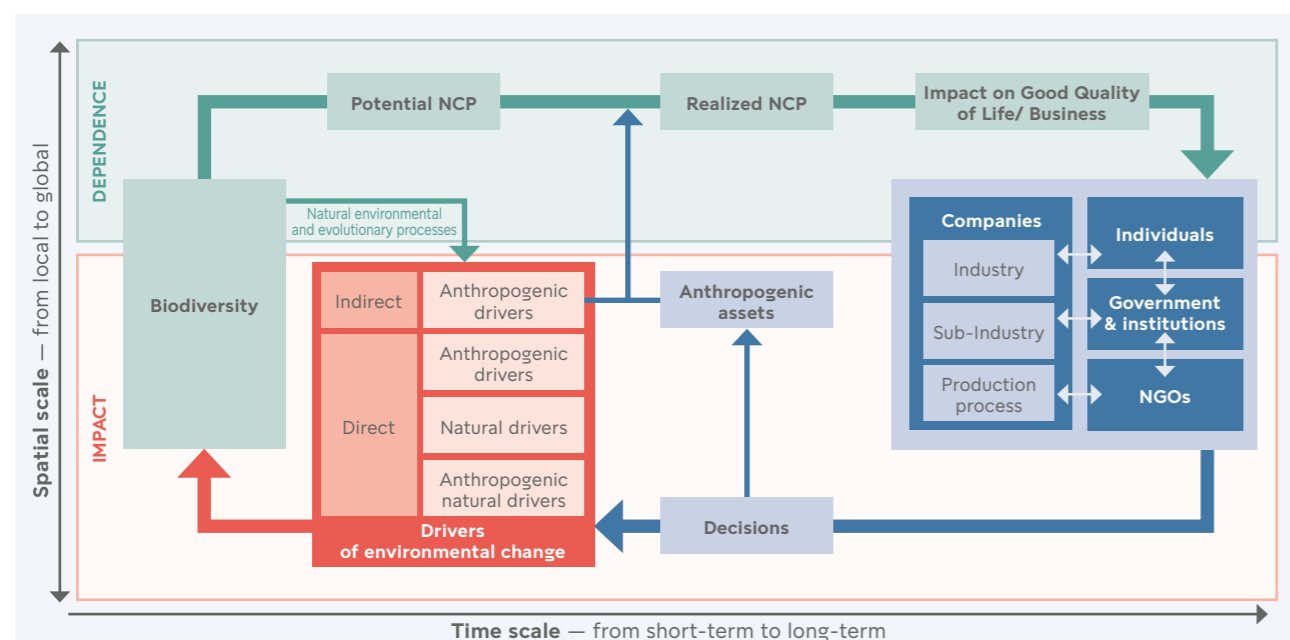 Spatial scale — from local to global
DEPENDENCE
Potential NCP
Realized NCP
Impact on Good Quality
of Life/ Business
Natural environmental
and evolutionary processes
Biodiversity
IMPACT
Indirect
Anthropogenic
drivers
Direct
Anthropogenic
drivers
Natural drivers
Anthropogenic
natural drivers
Drivers
of environmental change
Anthropogenic
assets
Decisions
Companies
Industry
Sub-Industry
Production
process
Individuals
Government
& institutions
NGOs
Time scale — from short-term to long-term